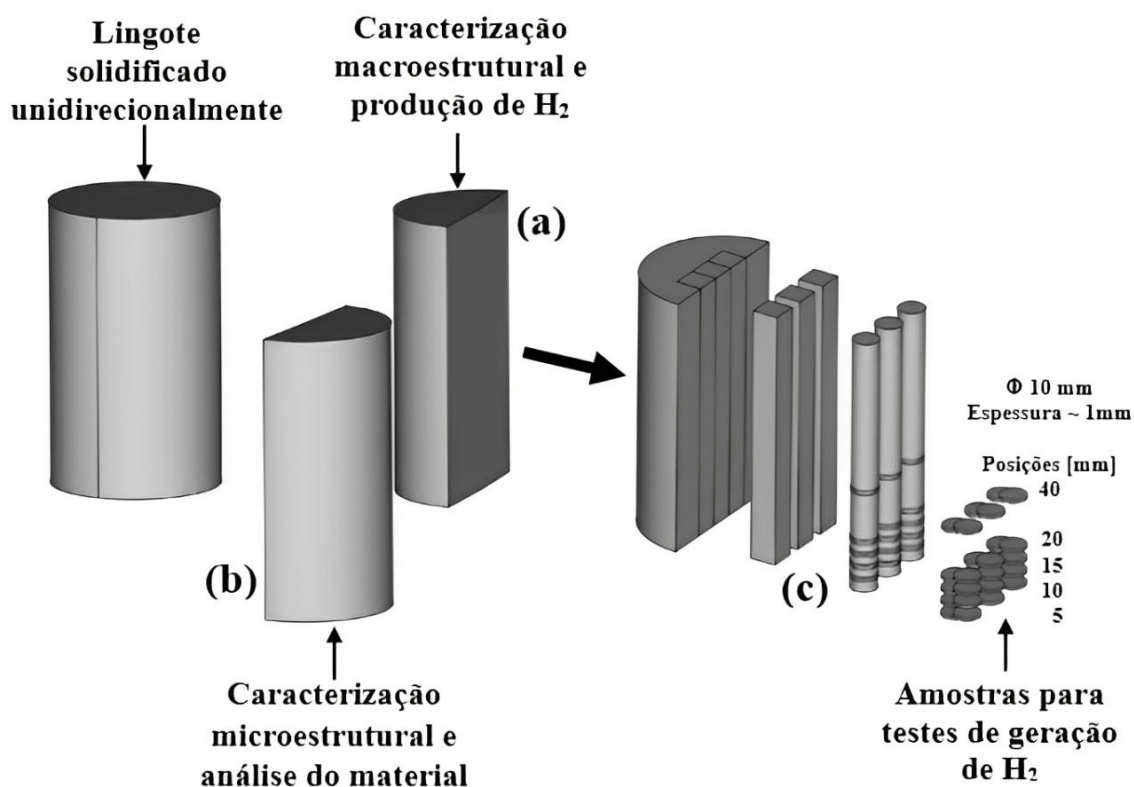 Lingote
solidificado
unidirecionalmente
Caracterização
macroestrutural e
produção de H₂
(a)
(b)
Caracterização
microestrutural e
análise do material
(c)
Φ 10 mm
Espessura ~ 1mm
Posições [mm]
40
20
15
10
5
Amostras para
testes de geração
de H₂